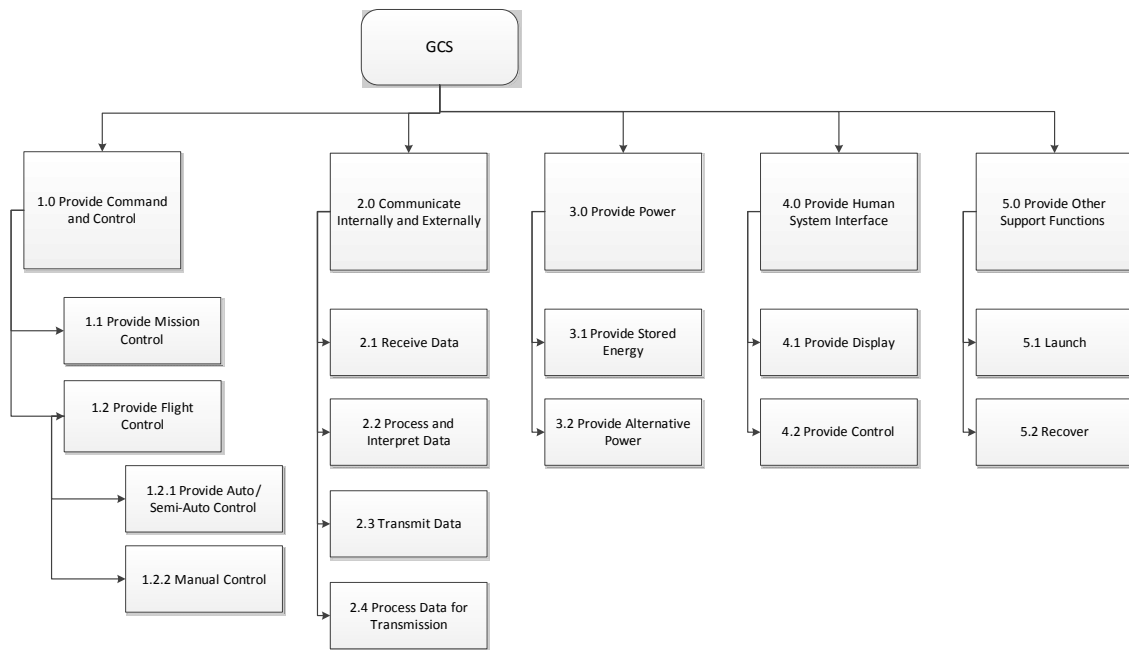 GCS
1.0 Provide Command
and Control
2.0 Communicate
Internally and Externally
3.0 Provide Power
4.0 Provide Human
System Interface
5.0 Provide Other
Support Functions
1.1 Provide Mission
Control
1.2 Provide Flight
Control
1.2.1 Provide Auto/
Semi-Auto Control
1.2.2 Manual Control
2.1 Receive Data
2.2 Process and
Interpret Data
2.3 Transmit Data
2.4 Process Data for
Transmission
3.1 Provide Stored
Energy
3.2 Provide Alternative
Power
4.1 Provide Display
4.2 Provide Control
5.1 Launch
5.2 Recover